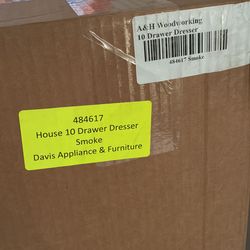 A&H Woodworking
10 Drawer Dresser
484617 Smoke
484617
House 10 Drawer Dresser
Smoke
Davis Appliance & Furniture